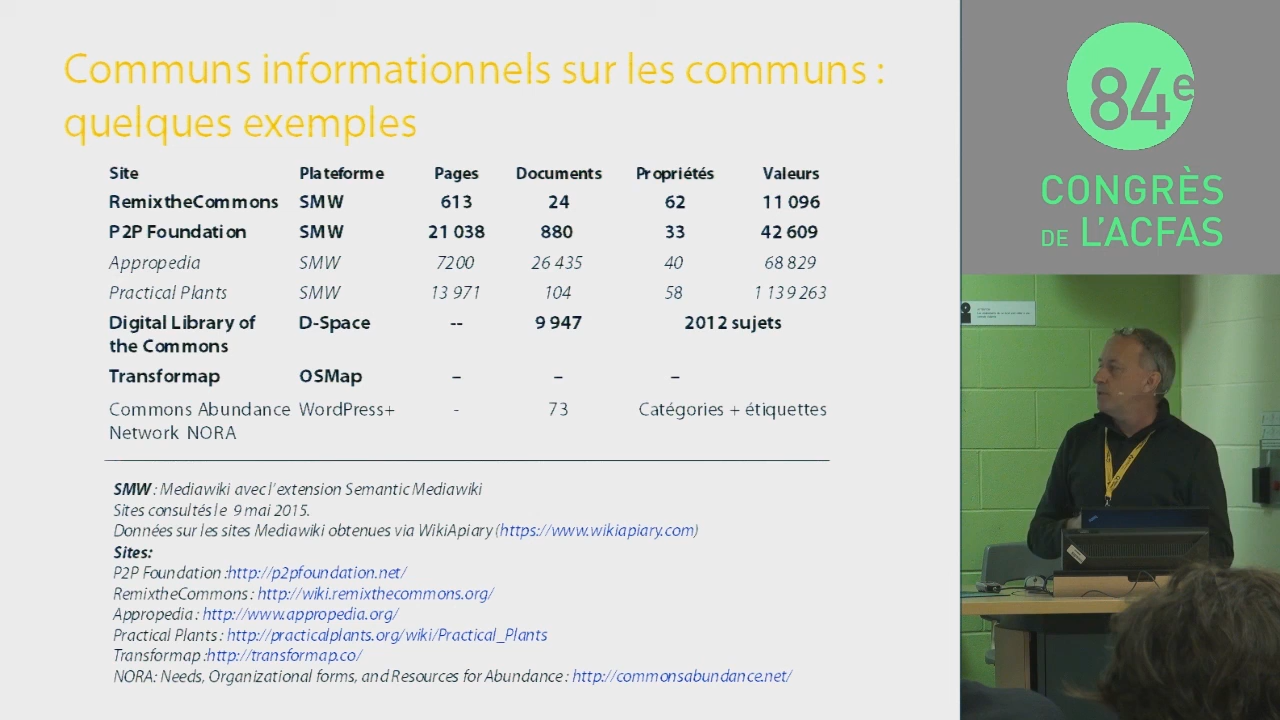 Communs informationnels sur les communs :
quelques exemples
Site Plateforme Pages Documents Propriétés Valeurs
RemixtheCommons SMW 613 24 62 11 096
P2P Foundation SMW 21 038 880 33 42 609
Appropedia SMW 7200 26 435 40 68 829
Practical Plants SMW 13 971 104 58 1 139 263
Digital Library of D-Space -- 9 947 2012 sujets
the Commons
Transformap OSMap – – –
Commons Abundance WordPress+ - 73 Catégories + étiquettes
Network NORA
SMW : Mediawiki avec l'extension Semantic Mediawiki
Sites consultés le 9 mai 2015.
Données sur les sites Mediawiki obtenues via WikiApiary (https://www.wikiapiary.com)
Sites:
P2P Foundation :http://p2pfoundation.net/
RemixtheCommons : http://wiki.remixthecommons.org/
Appropedia : http://www.appropedia.org/
Practical Plants : http://practicalplants.org/wiki/Practical_Plants
Transformap :http://transformap.co/
NORA: Needs, Organizational forms, and Resources for Abundance : http://commonsabundance.net/
84e
CONGRÈS
DE L'ACFAS